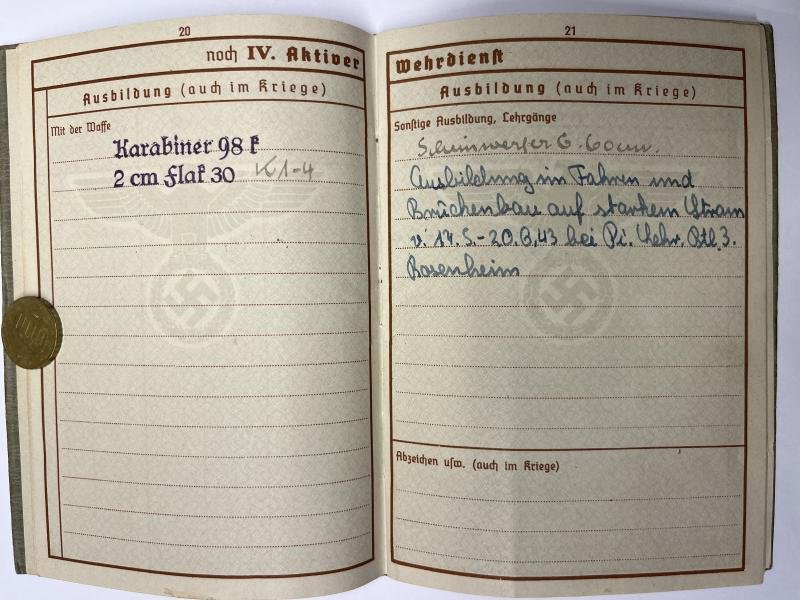 20
noch IV. Aktiver
Ausbildung (auch im Kriege)
Mit der Waffe
Karabiner 98 k
2 cm Flak 30 K1-4
21
Wehrdienst
Ausbildung (auch im Kriege)
Sonstige Ausbildung, Lehrgänge
Scheinwerfer 60cm.
Ausbildung im Fahren und
Brückenbau auf starkem Strom
v. 17.5.-20.6.43 bei Pi. Lehr. Btl. 3.
Rosenheim
Abzeichen usw. (auch im Kriege)